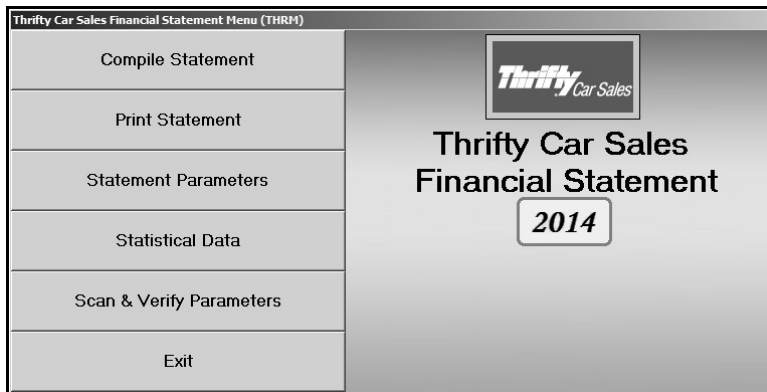 Thrifty Car Sales Financial Statement Menu (THRM)
Compile Statement
Print Statement
Statement Parameters
Statistical Data
Scan & Verify Parameters
Exit
Thrifty Car Sales
Thrifty Car Sales
Financial Statement
2014